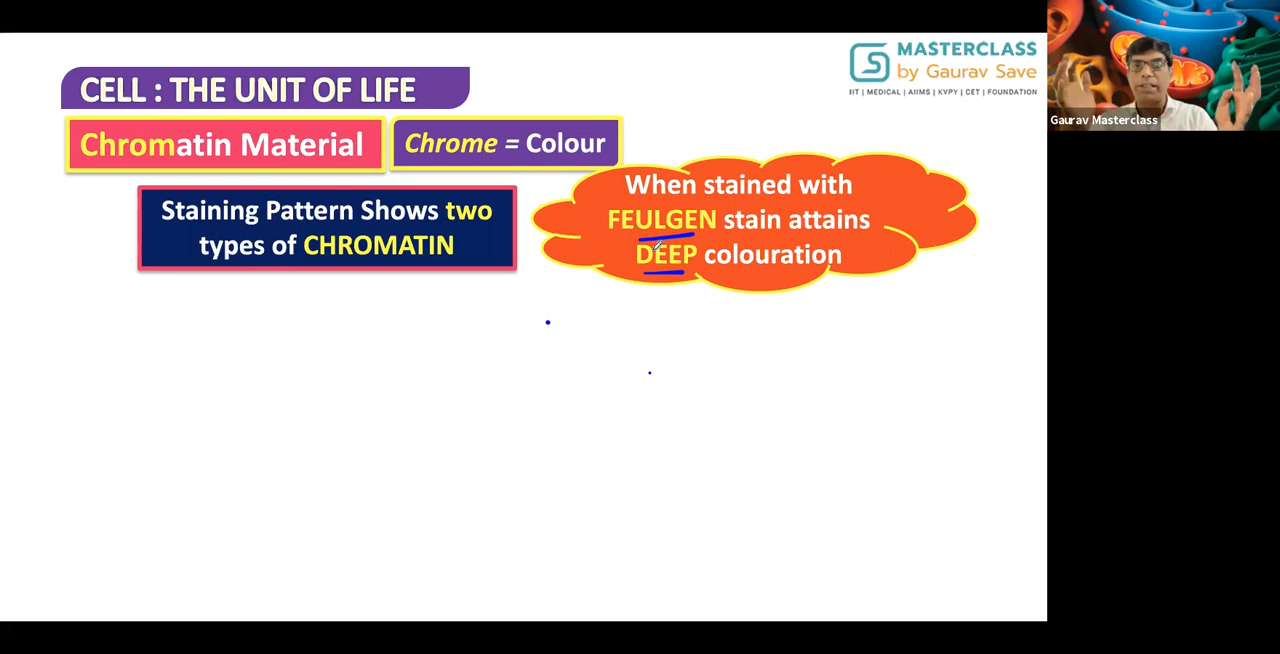 MASTERCLASS
by Gaurav Save
IIT | MEDICAL | AIIMS | KVPY | CET | FOUNDATION
Gaurav Masterclass
CELL : THE UNIT OF LIFE
Chromatin Material
Chrome = Colour
Staining Pattern Shows two
types of CHROMATIN
When stained with
FEULGEN stain attains
DEEP colouration